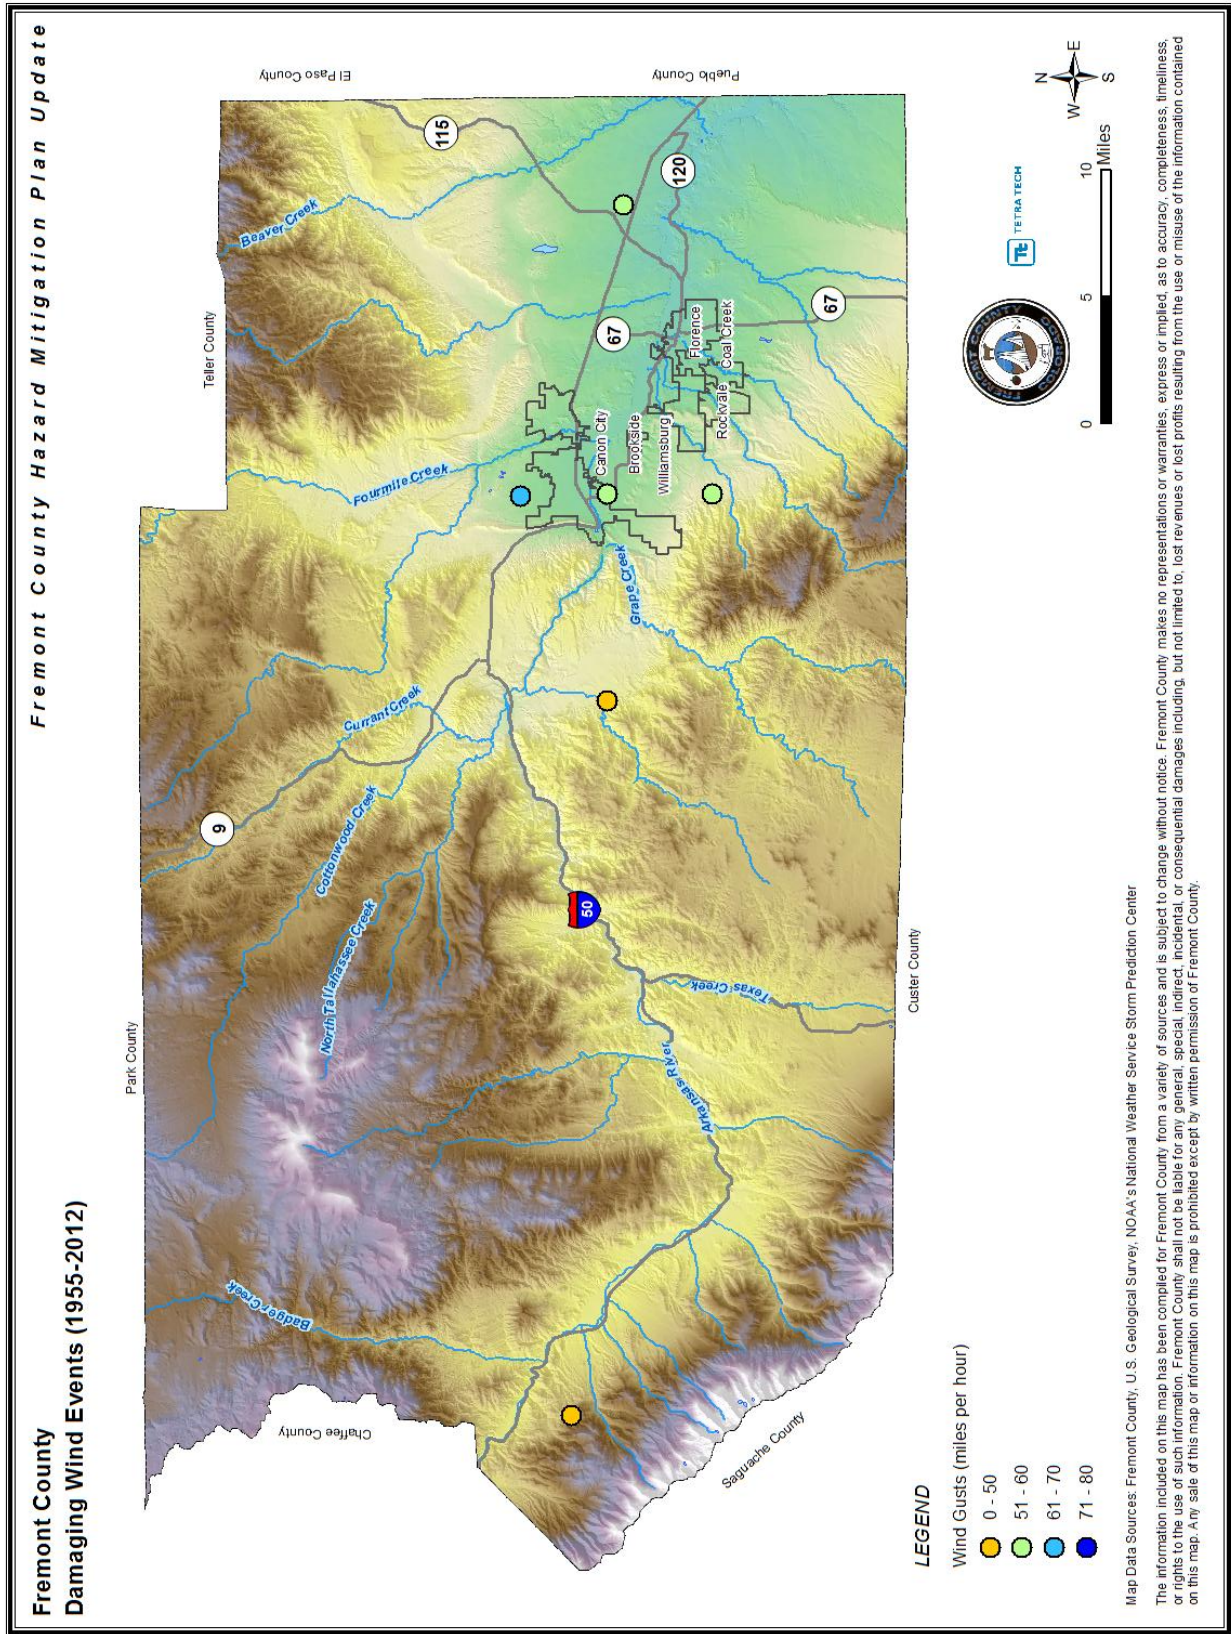 Fremont County
Damaging Wind Events (1955-2012)
Fremont County Hazard Mitigation Plan Update
Park County
Teller County
El Paso County
Pueblo County
Chaffee County
Saguache County
Custer County
Badger Creek
North Tallahassee Creek
Cottonwood Creek
Currant Creek
Fourmile Creek
Beaver Creek
Arkansas River
Texas Creek
Grape Creek
9
50
115
120
67
67
Canon City
Brookside
Williamsburg
Florence
Coal Creek
Rockvale
LEGEND
Wind Gusts (miles per hour)
0 - 50
51 - 60
61 - 70
71 - 80
0 5 10
Miles
TETRA TECH
N
W E
S
Map Data Sources: Fremont County, U.S. Geological Survey, NOAA's National Weather Service Storm Prediction Center
The information included on this map has been compiled for Fremont County from a variety of sources and is subject to change without notice. Fremont County makes no representations or warranties, express or implied, as to accuracy, completeness, timeliness,
or rights to the use of such information. Fremont County shall not be liable for any general, special, indirect, incidental, or consequential damages including, but not limited to, lost revenues or lost profits resulting from the use or misuse of the information contained
on this map. Any sale of this map or information on this map is prohibited except by written permission of Fremont County.